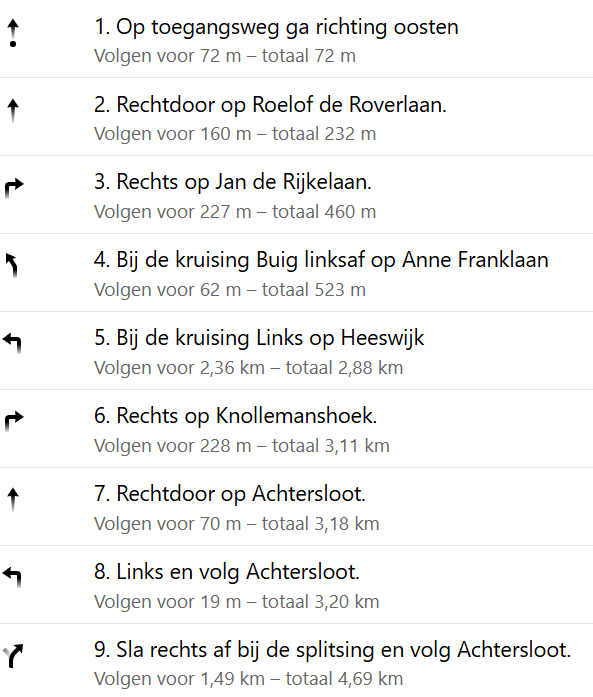 1. Op toegangsweg ga richting oosten
Volgen voor 72 m – totaal 72 m
2. Rechtdoor op Roelof de Roverlaan.
Volgen voor 160 m – totaal 232 m
3. Rechts op Jan de Rijkelaan.
Volgen voor 227 m – totaal 460 m
4. Bij de kruising Buig linksaf op Anne Franklaan
Volgen voor 62 m – totaal 523 m
5. Bij de kruising Links op Heeswijk
Volgen voor 2,36 km – totaal 2,88 km
6. Rechts op Knollemanshoek.
Volgen voor 228 m – totaal 3,11 km
7. Rechtdoor op Achtersloot.
Volgen voor 70 m – totaal 3,18 km
8. Links en volg Achtersloot.
Volgen voor 19 m – totaal 3,20 km
9. Sla rechts af bij de splitsing en volg Achtersloot.
Volgen voor 1,49 km – totaal 4,69 km